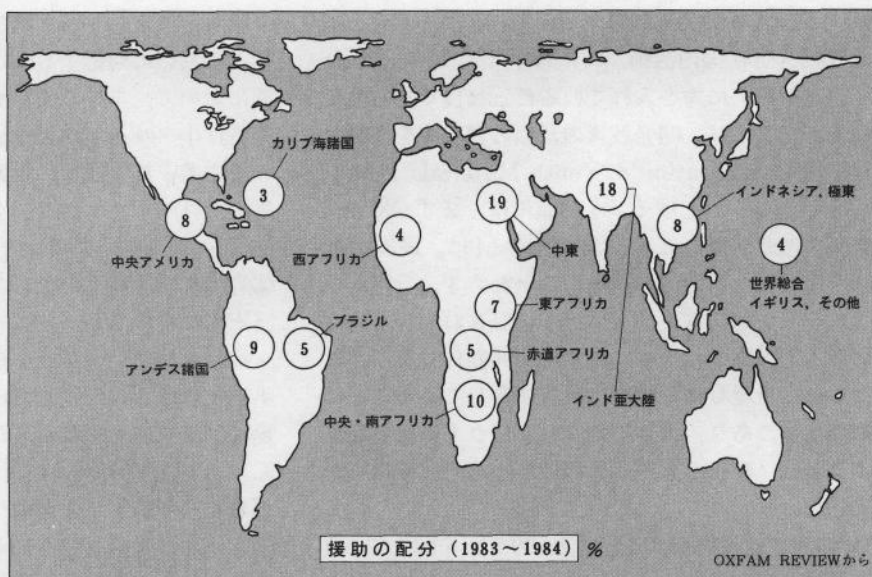 カリブ海諸国
3
8
中央アメリカ
18
インドネシア，極東
8
19
4
西アフリカ
中東
4
世界総合
イギリス，その他
7
東アフリカ
ブラジル
9
5
アンデス諸国
5
赤道アフリカ
10
中央・南アフリカ
インド亜大陸
援助の配分 (1983～1984) %
OXFAM REVIEWから